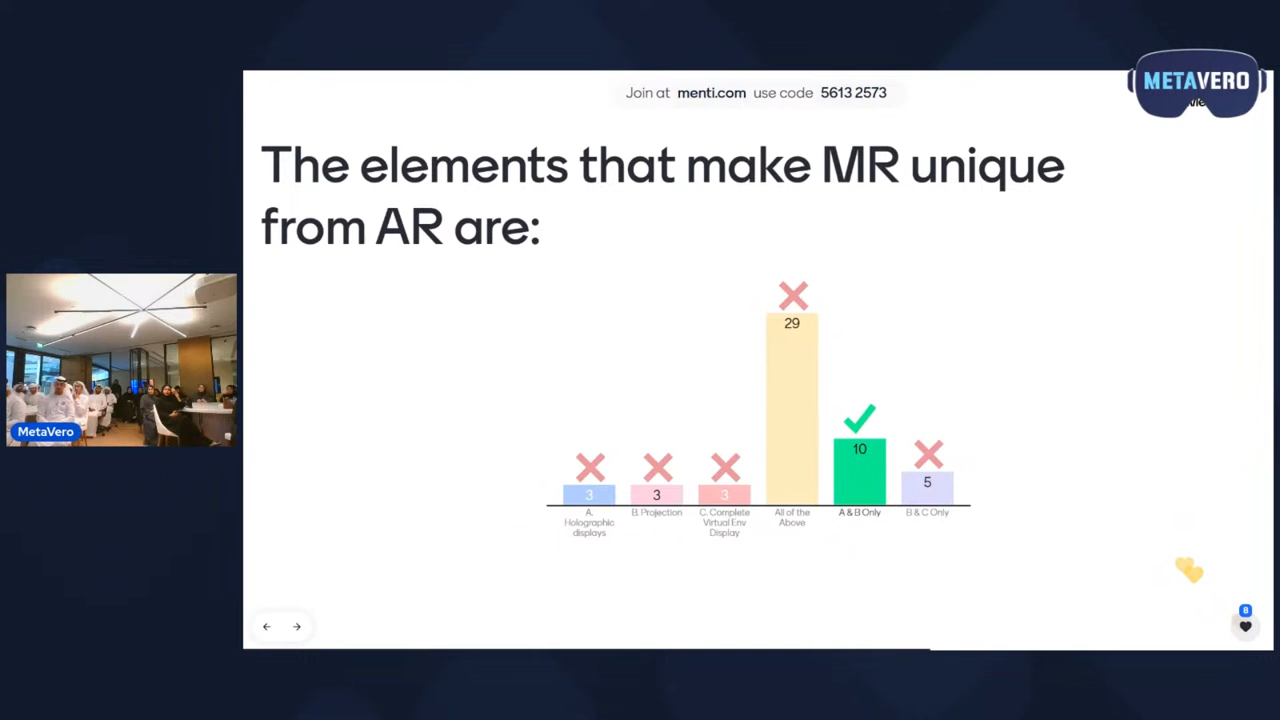 Join at menti.com use code 5613 2573
METAVERO
The elements that make MR unique
from AR are:
29
10
5
3
3
3
A.
Holographic
displays
B. Projection
C. Complete
Virtual Env
Display
All of the
Above
A & B Only
B & C Only
MetaVero
8